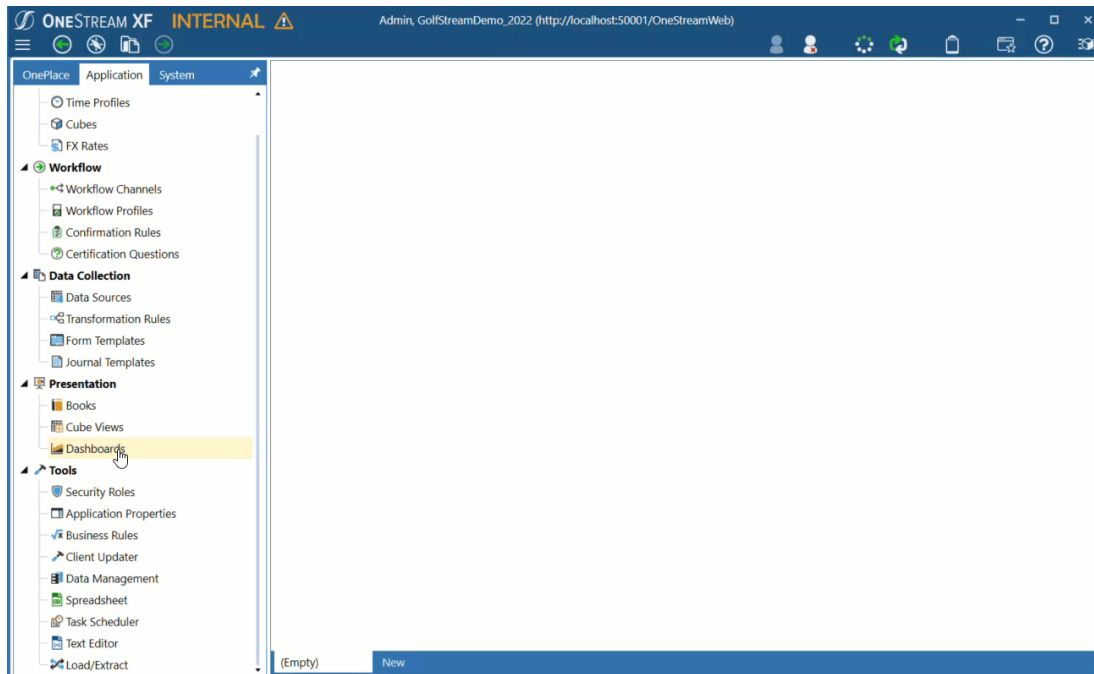 ONESTREAM XF INTERNAL
Admin, GolfStreamDemo_2022 (http://localhost:50001/OneStreamWeb)
OnePlace
Application
System
Time Profiles
Cubes
FX Rates
Workflow
Workflow Channels
Workflow Profiles
Confirmation Rules
Certification Questions
Data Collection
Data Sources
Transformation Rules
Form Templates
Journal Templates
Presentation
Books
Cube Views
Dashboards
Tools
Security Roles
Application Properties
Business Rules
Client Updater
Data Management
Spreadsheet
Task Scheduler
Text Editor
Load/Extract
(Empty)
New